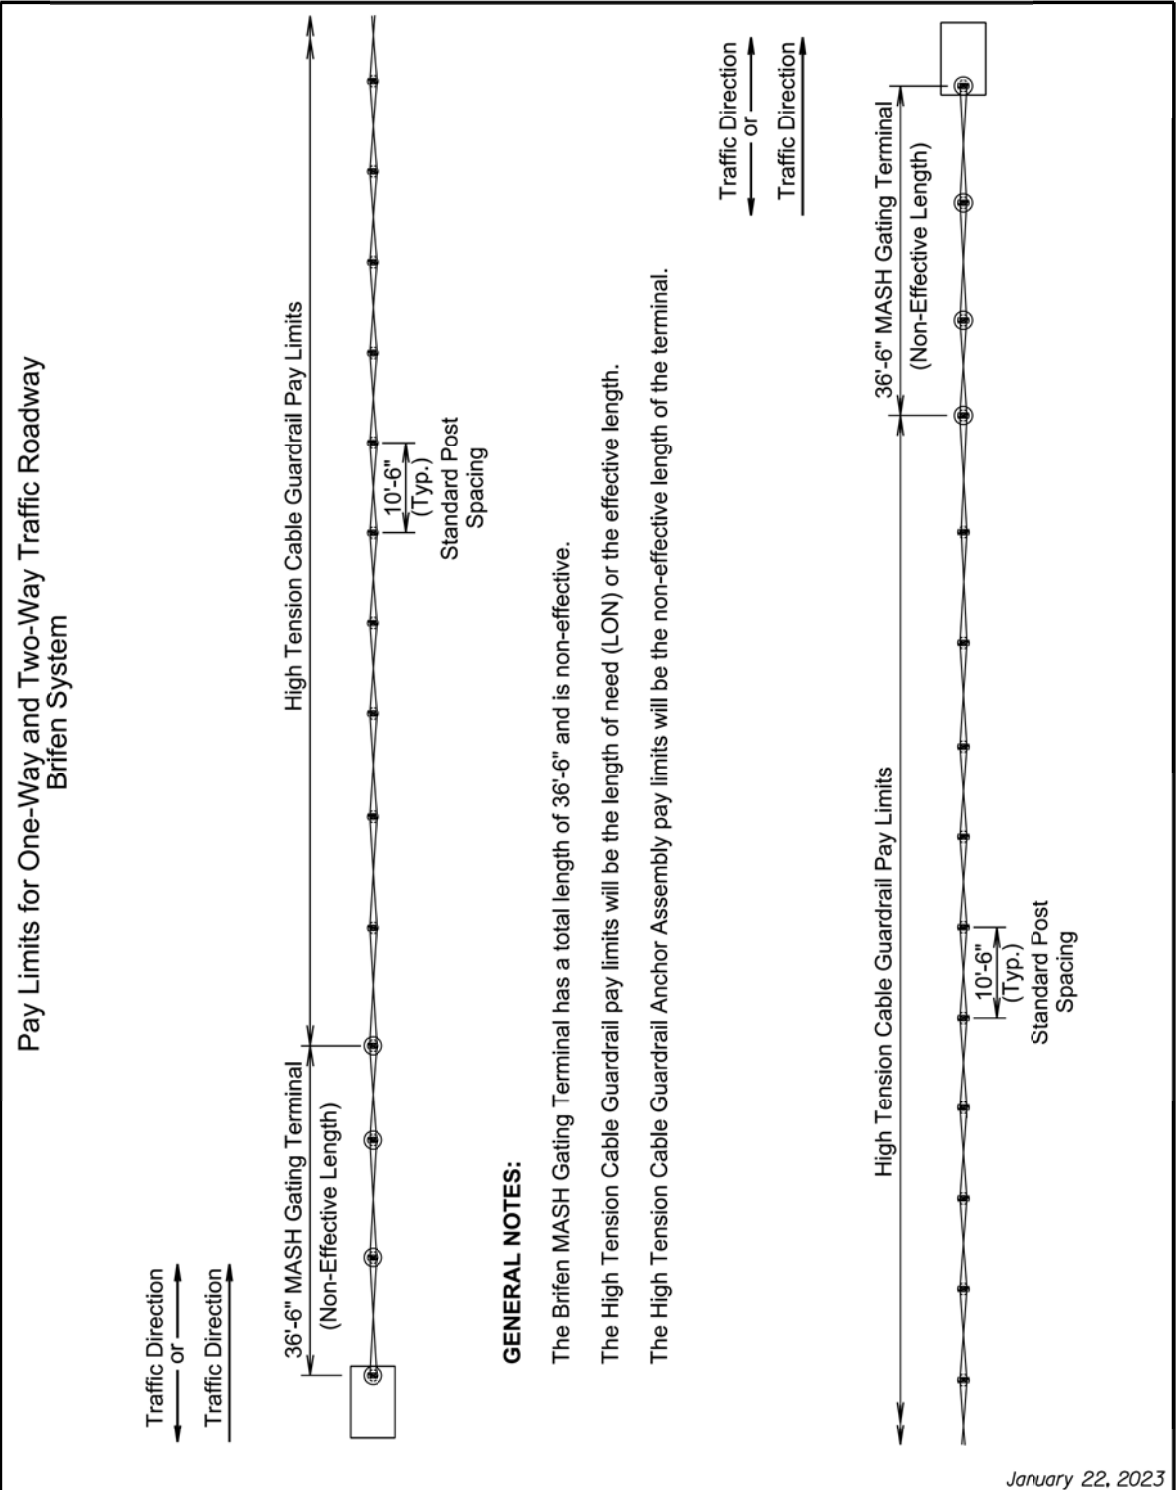 Pay Limits for One-Way and Two-Way Traffic Roadway
Brifen System
Traffic Direction
or
Traffic Direction
36'-6" MASH Gating Terminal
(Non-Effective Length)
High Tension Cable Guardrail Pay Limits
10'-6"
(Typ.)
Standard Post
Spacing
GENERAL NOTES:
The Brifen MASH Gating Terminal has a total length of 36'-6" and is non-effective.
The High Tension Cable Guardrail pay limits will be the length of need (LON) or the effective length.
The High Tension Cable Guardrail Anchor Assembly pay limits will be the non-effective length of the terminal.
Traffic Direction
or
Traffic Direction
High Tension Cable Guardrail Pay Limits
36'-6" MASH Gating Terminal
(Non-Effective Length)
10'-6"
(Typ.)
Standard Post
Spacing
January 22, 2023